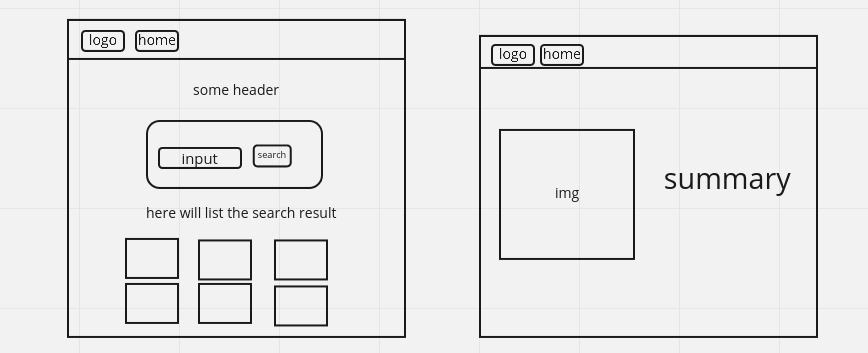 logo
home
some header
input
search
here will list the search result
logo
home
img
summary